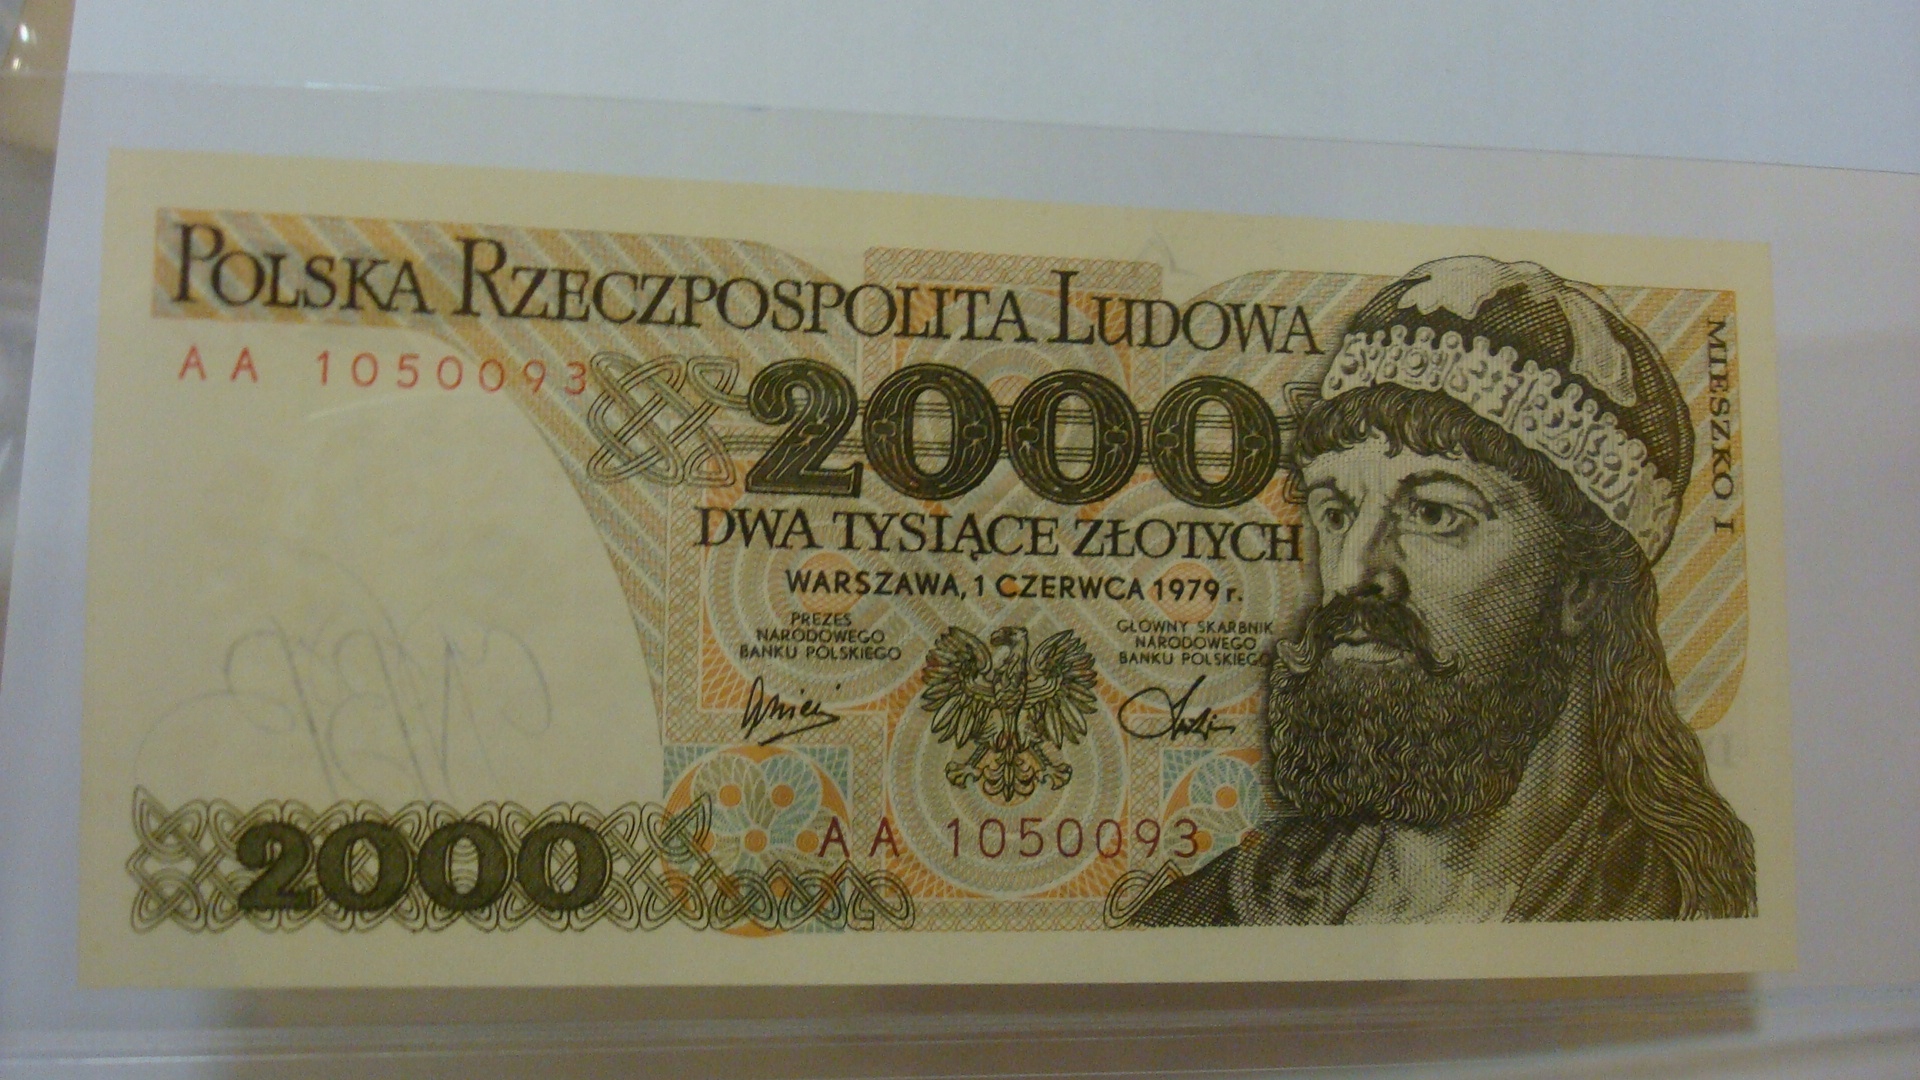 POLSKA RZECZPOSPOLITA LUDOWA
AA 1050093
2000
DWA TYSIĄCE ZŁOTYCH
WARSZAWA, 1 CZERWCA 1979 r.
PREZES
NARODOWEGO
BANKU POLSKIEGO
GŁÓWNY SKARBNIK
NARODOWEGO
BANKU POLSKIEGO
AA 1050093
2000
MIESZKO I
NBP